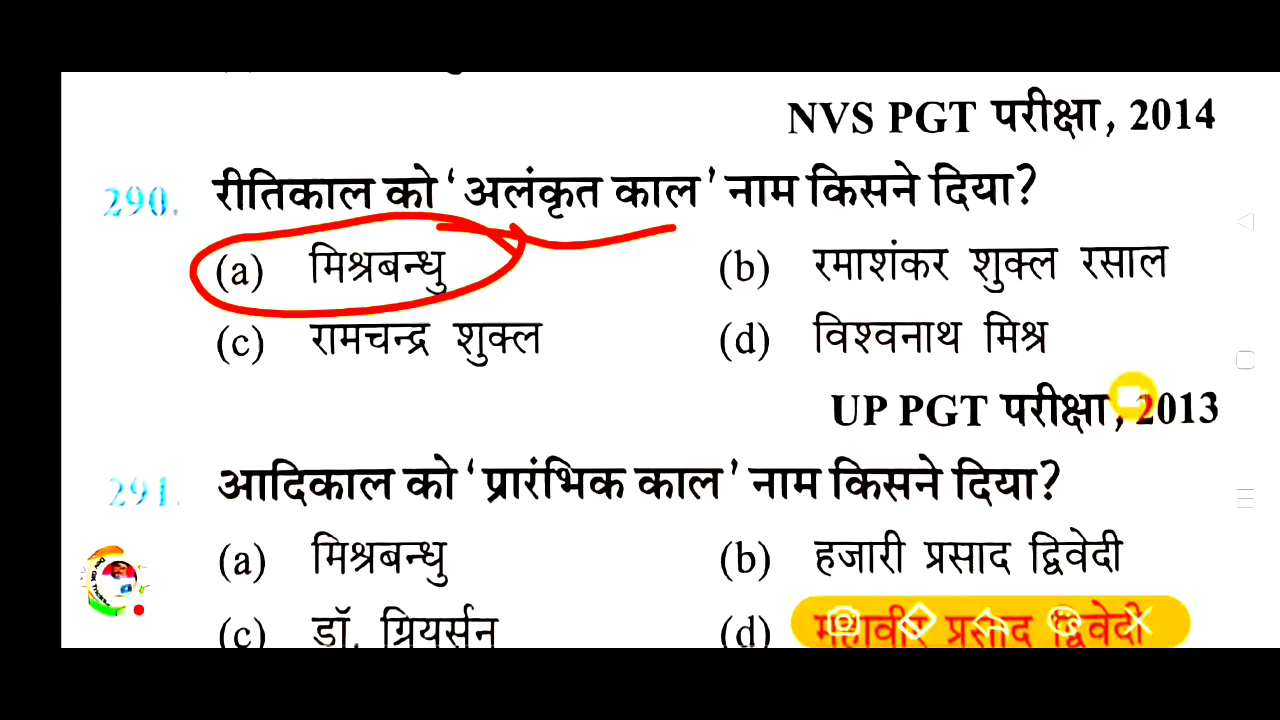 NVS PGT परीक्षा, 2014
290. रीतिकाल को ‘अलंकृत काल’ नाम किसने दिया?
(a) मिश्रबन्धु (b) रमाशंकर शुक्ल रसाल
(c) रामचन्द्र शुक्ल (d) विश्वनाथ मिश्र
UP PGT परीक्षा, 2013
291. आदिकाल को ‘प्रारंभिक काल’ नाम किसने दिया?
(a) मिश्रबन्धु (b) हजारी प्रसाद द्विवेदी
(c) डॉ. ग्रियर्सन (d) महावीर प्रसाद द्विवेदी